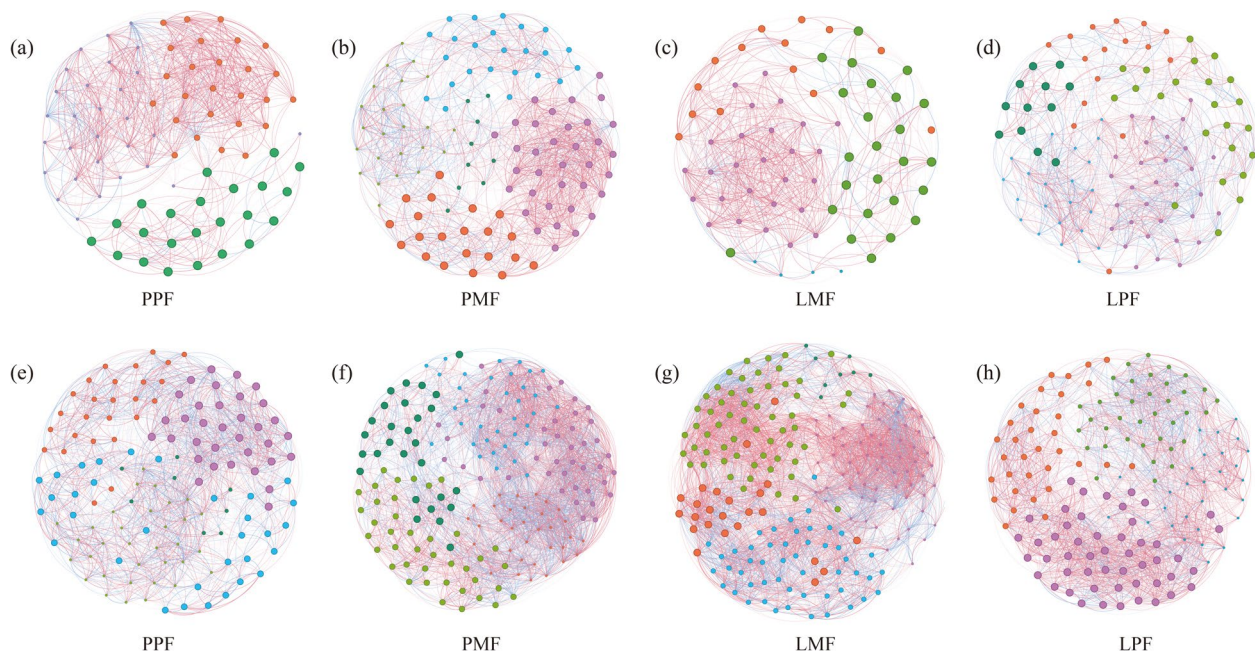 (a) (b) (c) (d)
PPF PMF LMF LPF
(e) (f) (g) (h)
PPF PMF LMF LPF